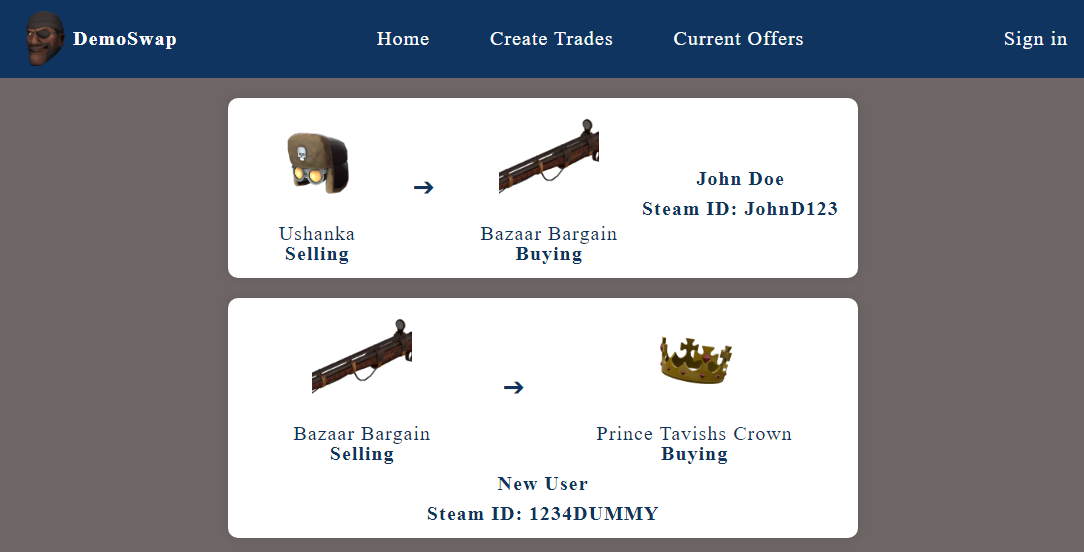 DemoSwap
Home
Create Trades
Current Offers
Sign in
Ushanka
Selling
➔
Bazaar Bargain
Buying
John Doe
Steam ID: JohnD123
Bazaar Bargain
Selling
➔
Prince Tavishs Crown
Buying
New User
Steam ID: 1234DUMMY